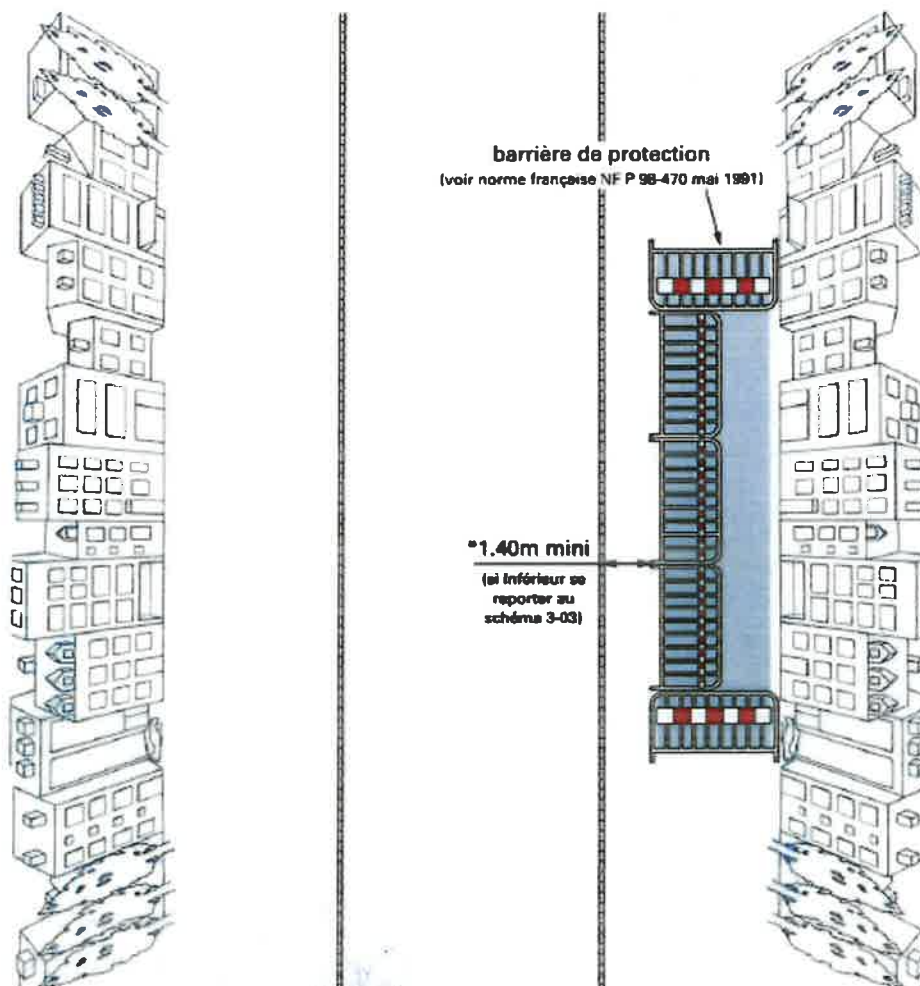 barrière de protection
(voir norme française NF P 98-470 mai 1991)
*1.40m mini
(si Inférieur se
reporter au
schéma 3-03)